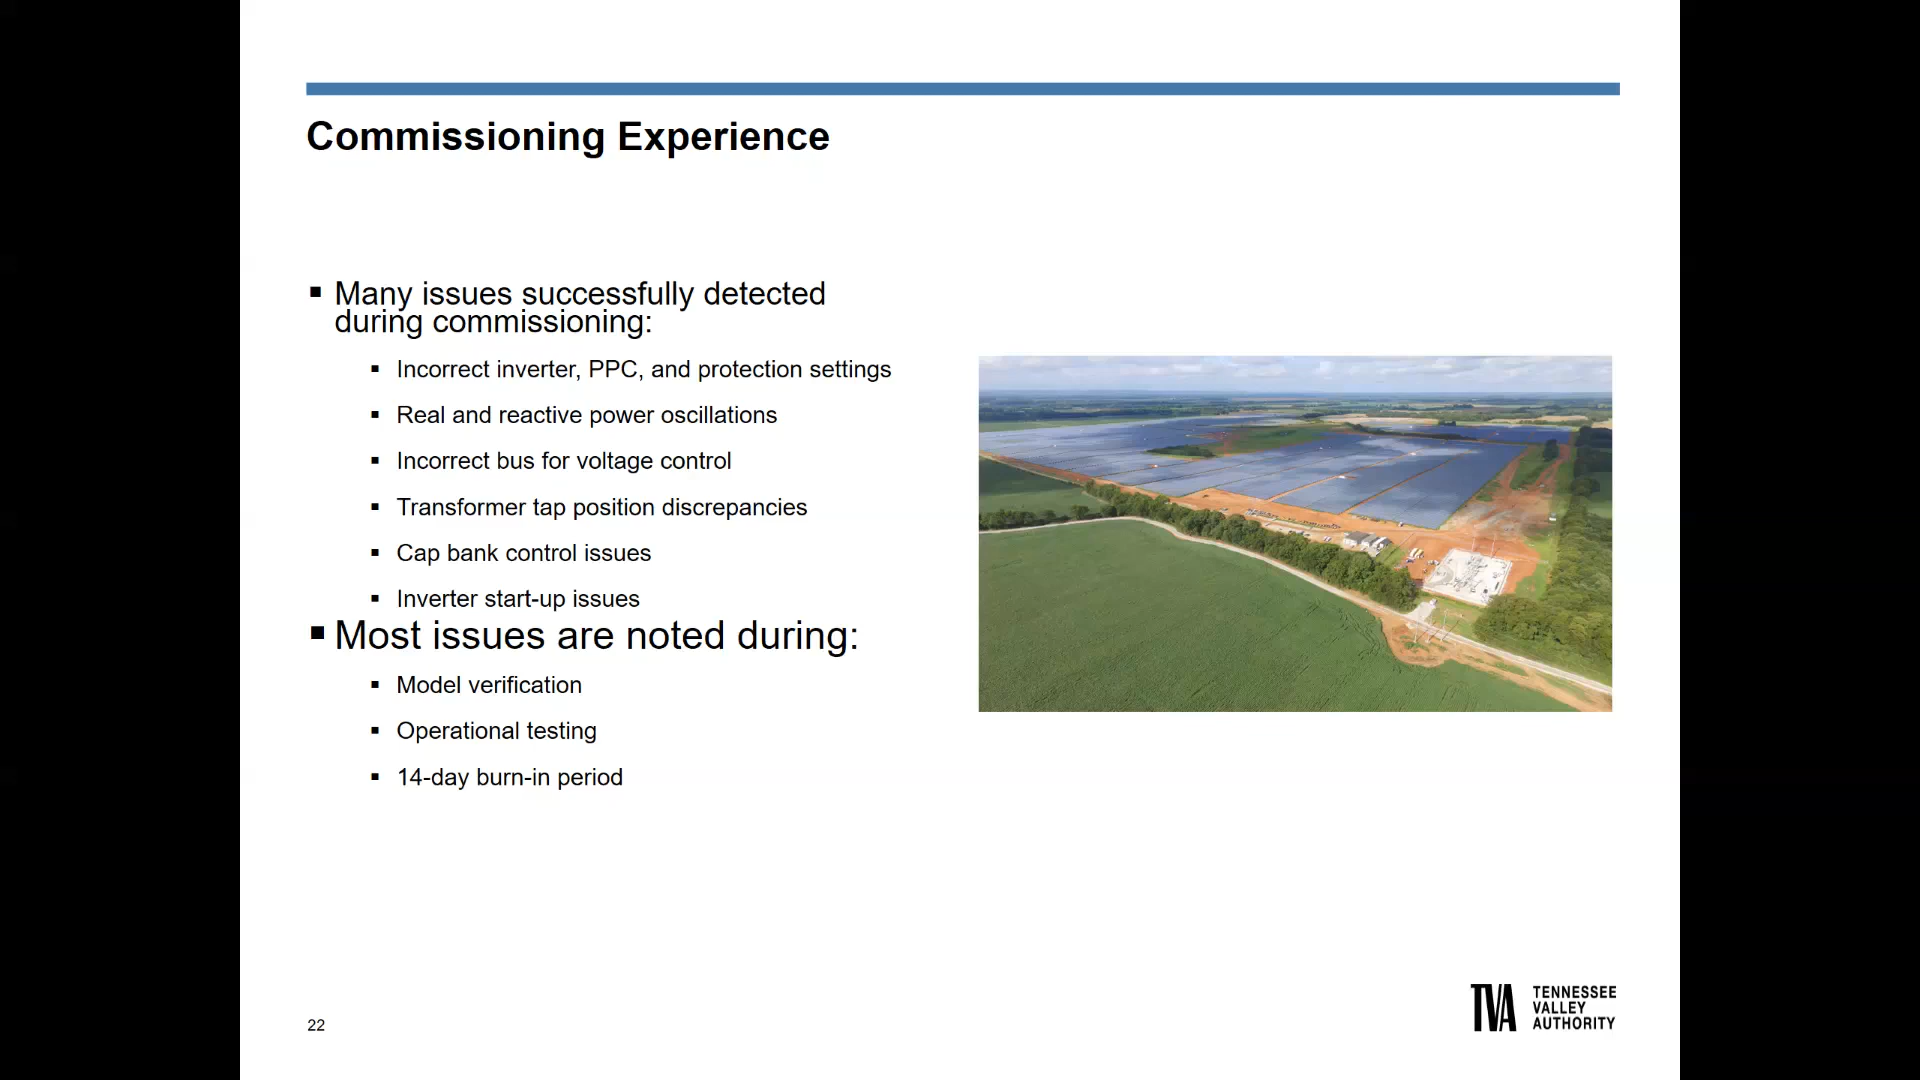 Commissioning Experience
▪ Many issues successfully detected
during commissioning:
▪ Incorrect inverter, PPC, and protection settings
▪ Real and reactive power oscillations
▪ Incorrect bus for voltage control
▪ Transformer tap position discrepancies
▪ Cap bank control issues
▪ Inverter start-up issues
▪ Most issues are noted during:
▪ Model verification
▪ Operational testing
▪ 14-day burn-in period
22
TVA
TENNESSEE
VALLEY
AUTHORITY